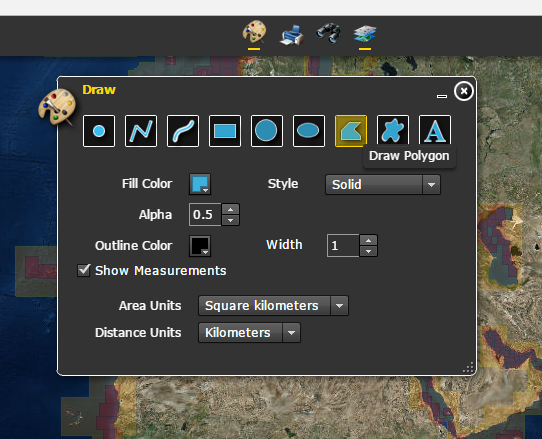 Draw
A
Draw Polygon
Fill Color Style Solid
Alpha 0.5
Outline Color Width 1
Show Measurements
Area Units Square kilometers
Distance Units Kilometers